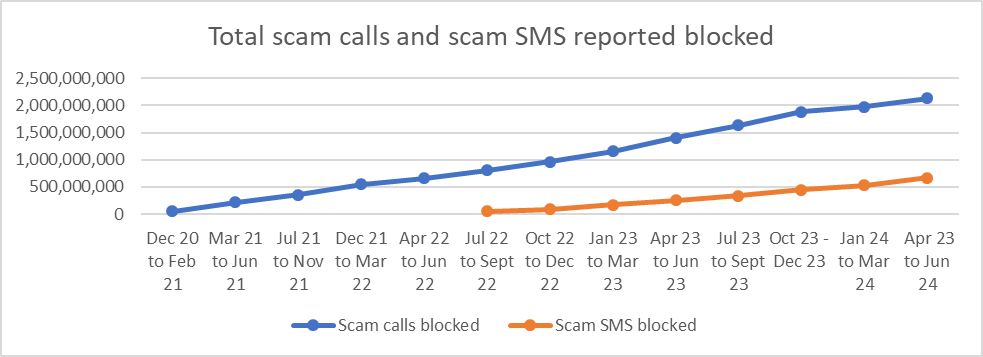 Total scam calls and scam SMS reported blocked
2,500,000,000
2,000,000,000
1,500,000,000
1,000,000,000
500,000,000
0
Dec 20 Mar 21 Jul 21 Dec 21 Apr 22 Jul 22 Oct 22 Jan 23 Apr 23 Jul 23 Oct 23 - Jan 24 Apr 23
to Feb to Jun to Nov to Mar to Jun to Sept to Dec to Mar to Jun to Sept Dec 23 to Mar to Jun
21 21 21 22 22 22 22 23 23 23 24 24
Scam calls blocked Scam SMS blocked